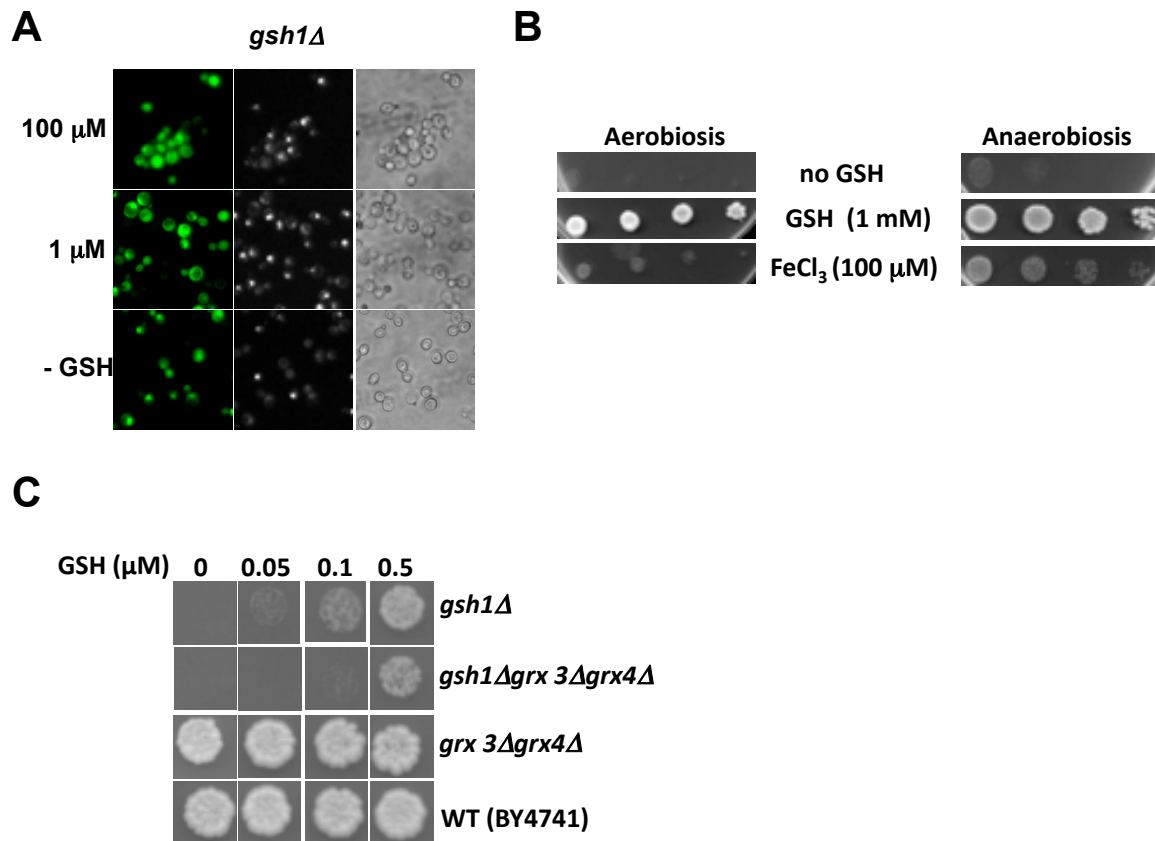 A
gsh1Δ
100 μM
1 μM
- GSH
B
Aerobiosis
Anaerobiosis
no GSH
GSH (1 mM)
FeCl₃ (100 μM)
C
GSH (μM) 0 0.05 0.1 0.5
gsh1Δ
gsh1Δgrx 3Δgrx4Δ
grx 3Δgrx4Δ
WT (BY4741)